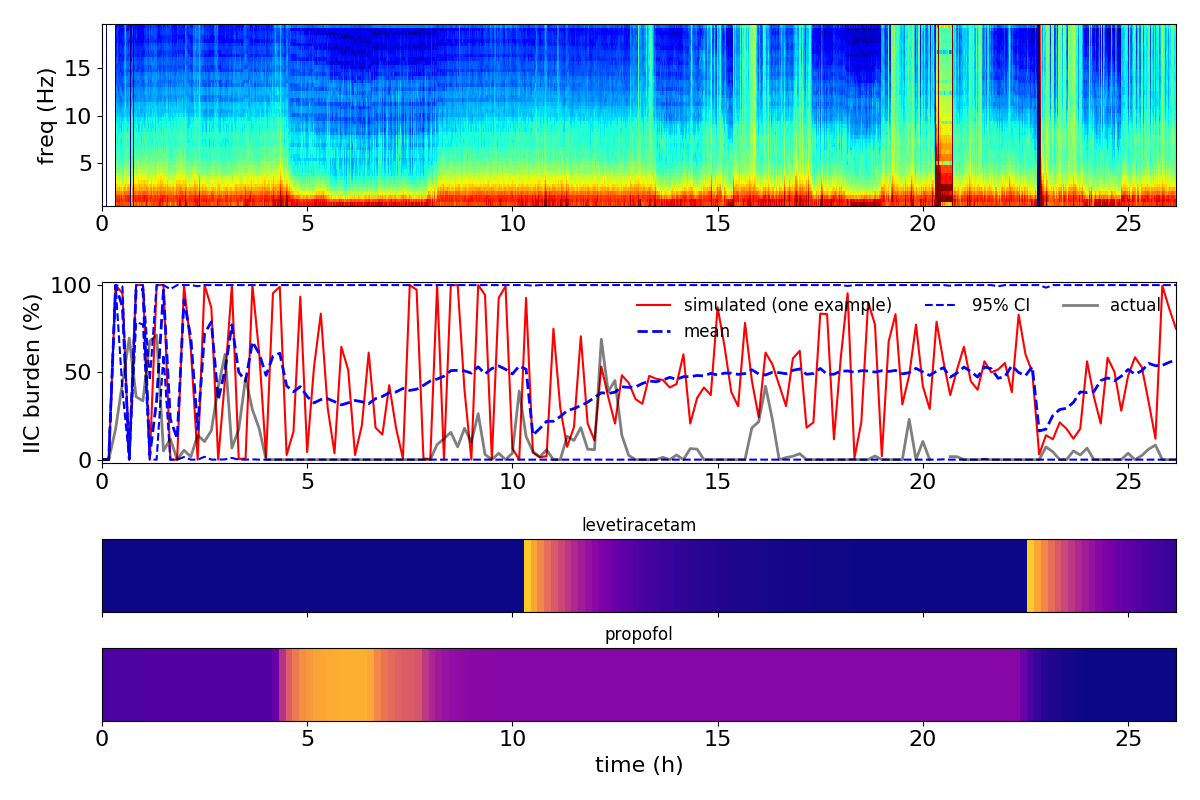 freq (Hz)
15
10
5
0 5 10 15 20 25
IIC burden (%)
100
50
0
simulated (one example) 95% CI actual
mean
0 5 10 15 20 25
levetiracetam
propofol
0 5 10 15 20 25
time (h)